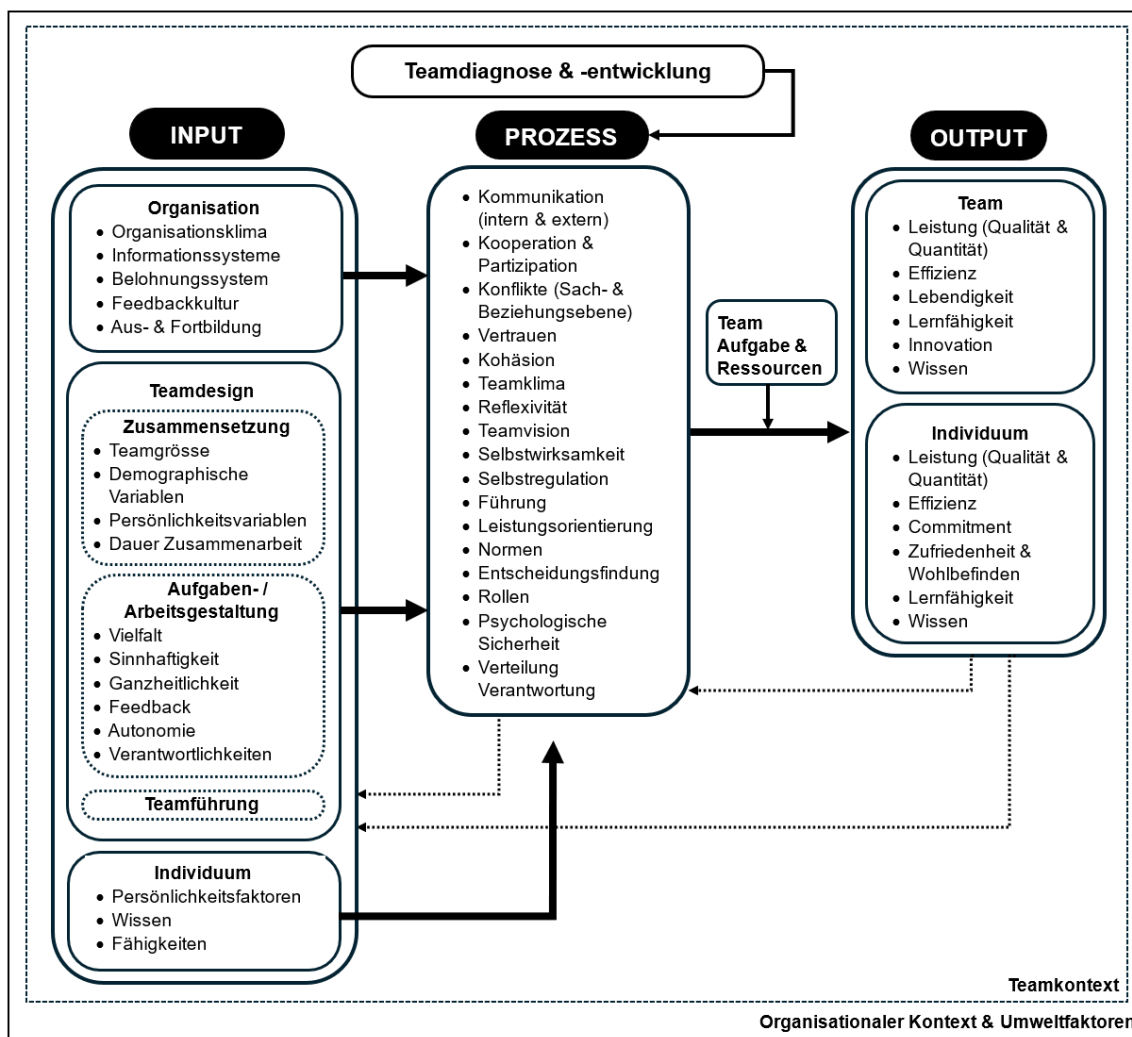 Teamdiagnose & -entwicklung
INPUT
PROZESS
OUTPUT
Organisation
• Organisationsklima
• Informationssysteme
• Belohnungssystem
• Feedbackkultur
• Aus- & Fortbildung
Teamdesign
Zusammensetzung
• Teamgrösse
• Demographische
Variablen
• Persönlichkeitsvariablen
• Dauer Zusammenarbeit
Aufgaben- /
Arbeitsgestaltung
• Vielfalt
• Sinnhaftigkeit
• Ganzheitlichkeit
• Feedback
• Autonomie
• Verantwortlichkeiten
Teamführung
Individuum
• Persönlichkeitsfaktoren
• Wissen
• Fähigkeiten
• Kommunikation
(intern & extern)
• Kooperation &
Partizipation
• Konflikte (Sach- &
Beziehungsebene)
• Vertrauen
• Kohäsion
• Teamklima
• Reflexivität
• Teamvision
• Selbstwirksamkeit
• Selbstregulation
• Führung
• Leistungsorientierung
• Normen
• Entscheidungsfindung
• Rollen
• Psychologische
Sicherheit
• Verteilung
Verantwortung
Team
Aufgabe &
Ressourcen
Team
• Leistung (Qualität &
Quantität)
• Effizienz
• Lebendigkeit
• Lernfähigkeit
• Innovation
• Wissen
Individuum
• Leistung (Qualität &
Quantität)
• Effizienz
• Commitment
• Zufriedenheit &
Wohlbefinden
• Lernfähigkeit
• Wissen
Teamkontext
Organisationaler Kontext & Umweltfaktoren